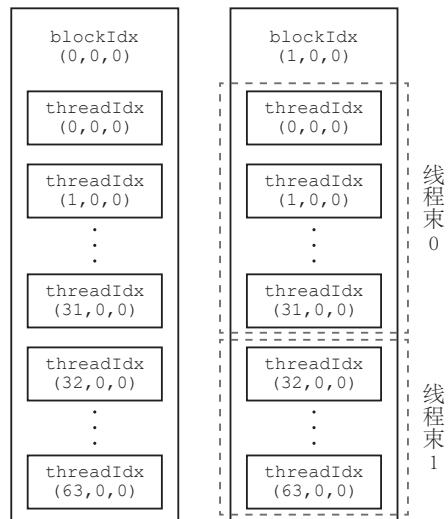 blockIdx
(0,0,0)
threadIdx
(0,0,0)
threadIdx
(1,0,0)
threadIdx
(31,0,0)
threadIdx
(32,0,0)
threadIdx
(63,0,0)
blockIdx
(1,0,0)
threadIdx
(0,0,0)
threadIdx
(1,0,0)
threadIdx
(31,0,0)
threadIdx
(32,0,0)
threadIdx
(63,0,0)
线程束0
线程束1